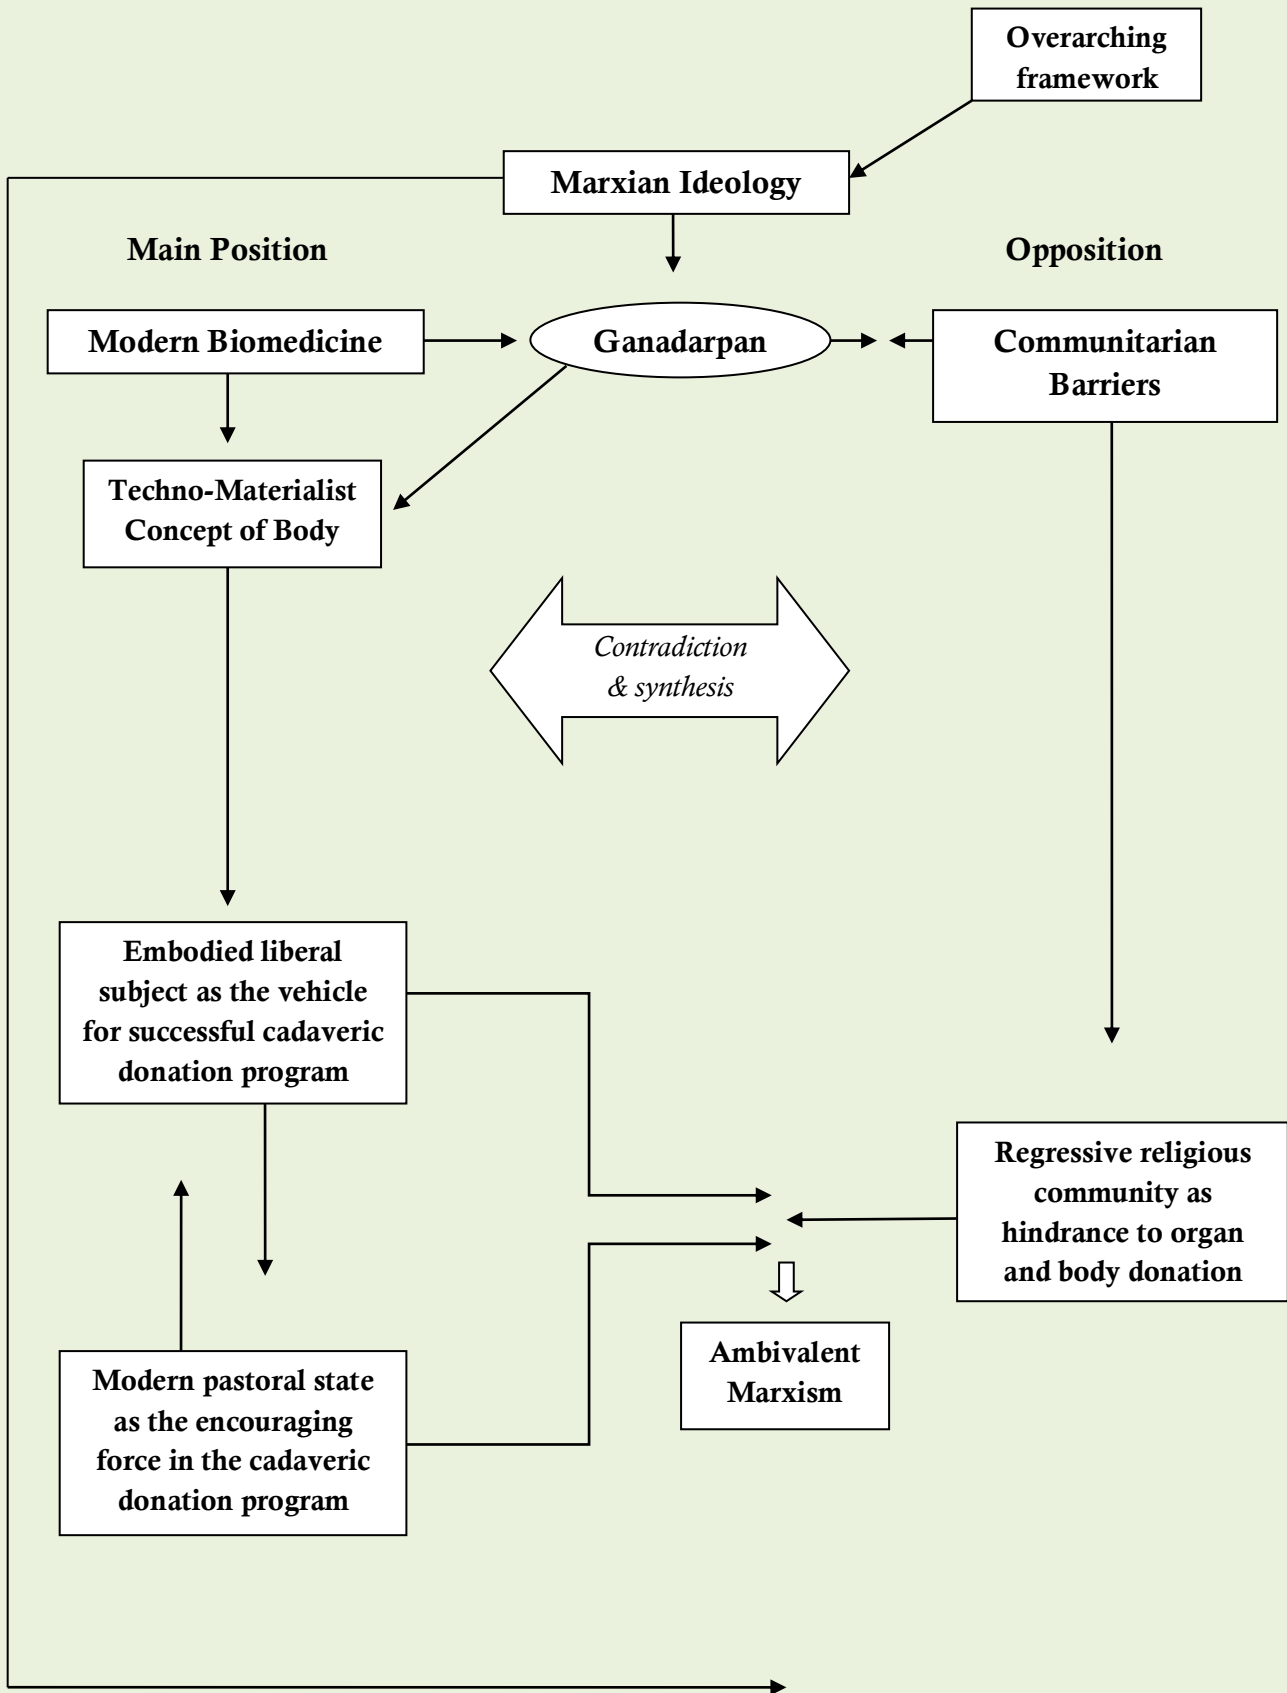 Overarching
framework
Marxian Ideology
Main Position
Opposition
Modern Biomedicine
Ganadarpan
Communitarian
Barriers
Techno-Materialist
Concept of Body
Contradiction
& synthesis
Embodied liberal
subject as the vehicle
for successful cadaveric
donation program
Regressive religious
community as
hindrance to organ
and body donation
Ambivalent
Marxism
Modern pastoral state
as the encouraging
force in the cadaveric
donation program